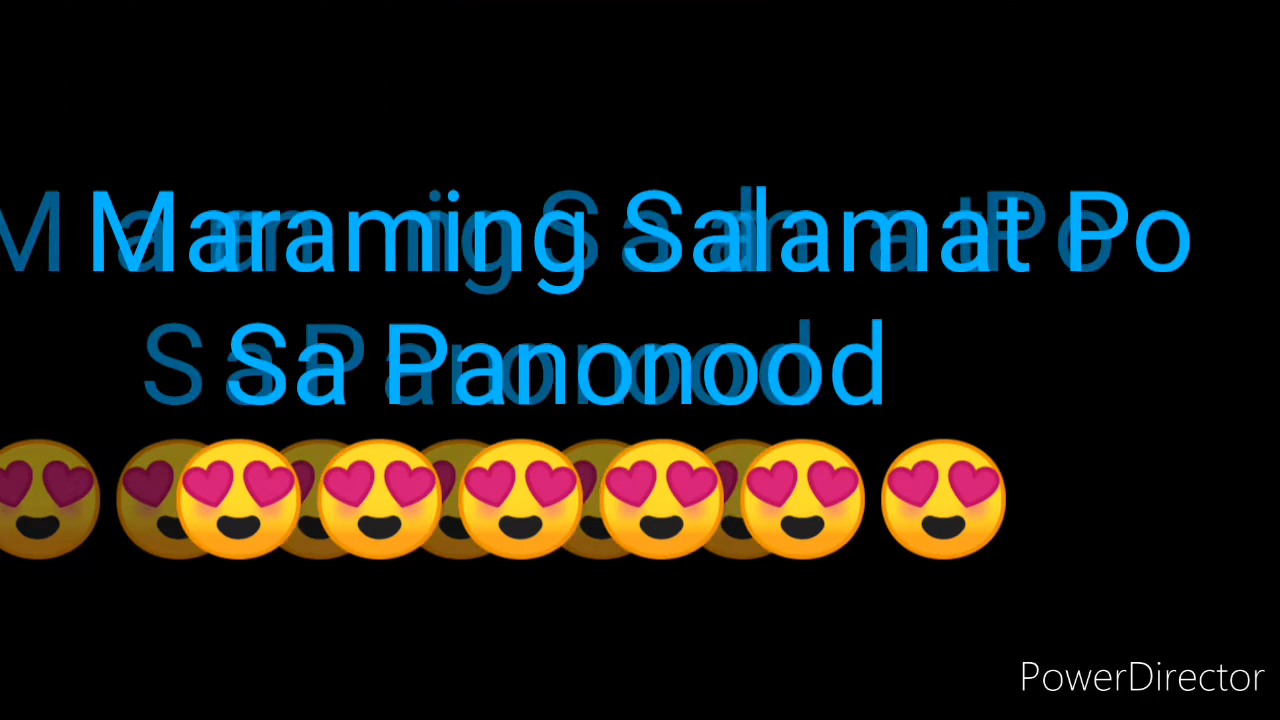 Maraming Salamat Po
Sa Panonood
😍😍😍😍😍😍
PowerDirector